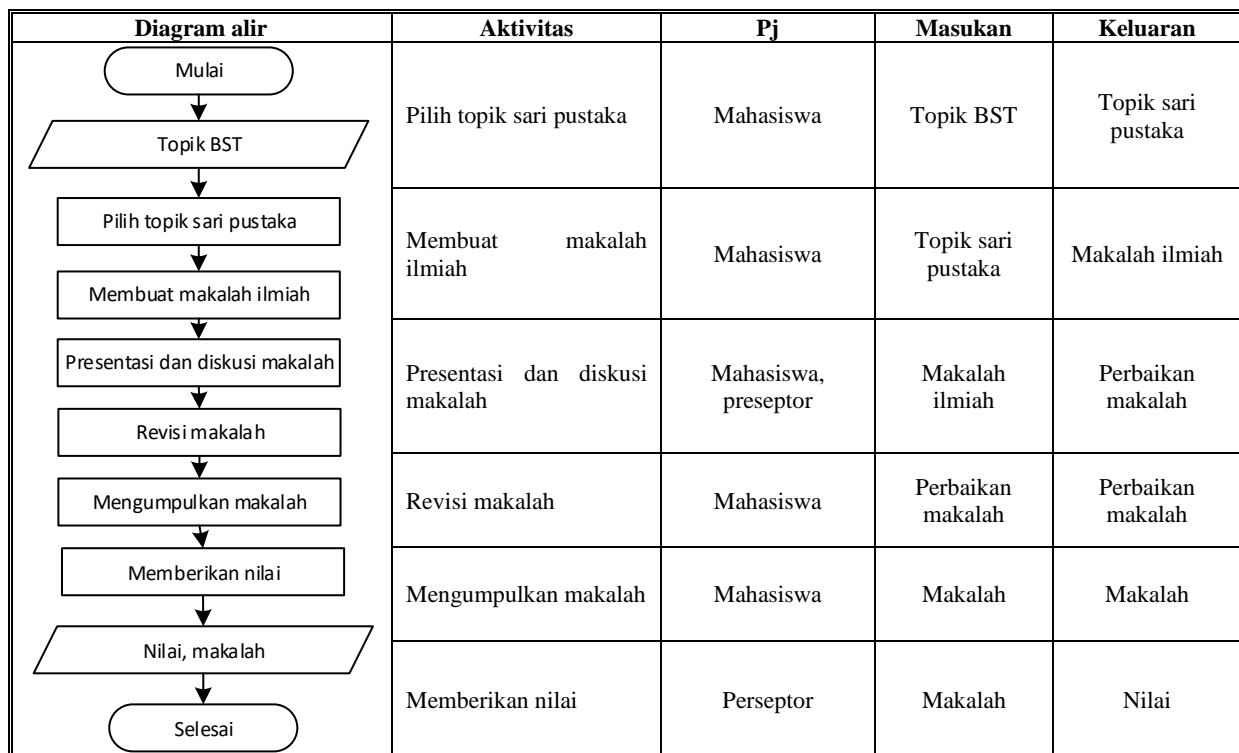 Diagram alir Aktivitas Pj Masukan Keluaran
Mulai
Topik BST
Pilih topik sari pustaka
Membuat makalah ilmiah
Presentasi dan diskusi makalah
Revisi makalah
Mengumpulkan makalah
Memberikan nilai
Nilai, makalah
Selesai
Pilih topik sari pustaka
Mahasiswa
Topik BST
Topik sari
pustaka
Membuat makalah
ilmiah
Mahasiswa
Topik sari
pustaka
Makalah ilmiah
Presentasi dan diskusi
makalah
Mahasiswa,
preseptor
Makalah
ilmiah
Perbaikan
makalah
Revisi makalah
Mahasiswa
Perbaikan
makalah
Perbaikan
makalah
Mengumpulkan makalah
Mahasiswa
Makalah
Makalah
Memberikan nilai
Perseptor
Makalah
Nilai